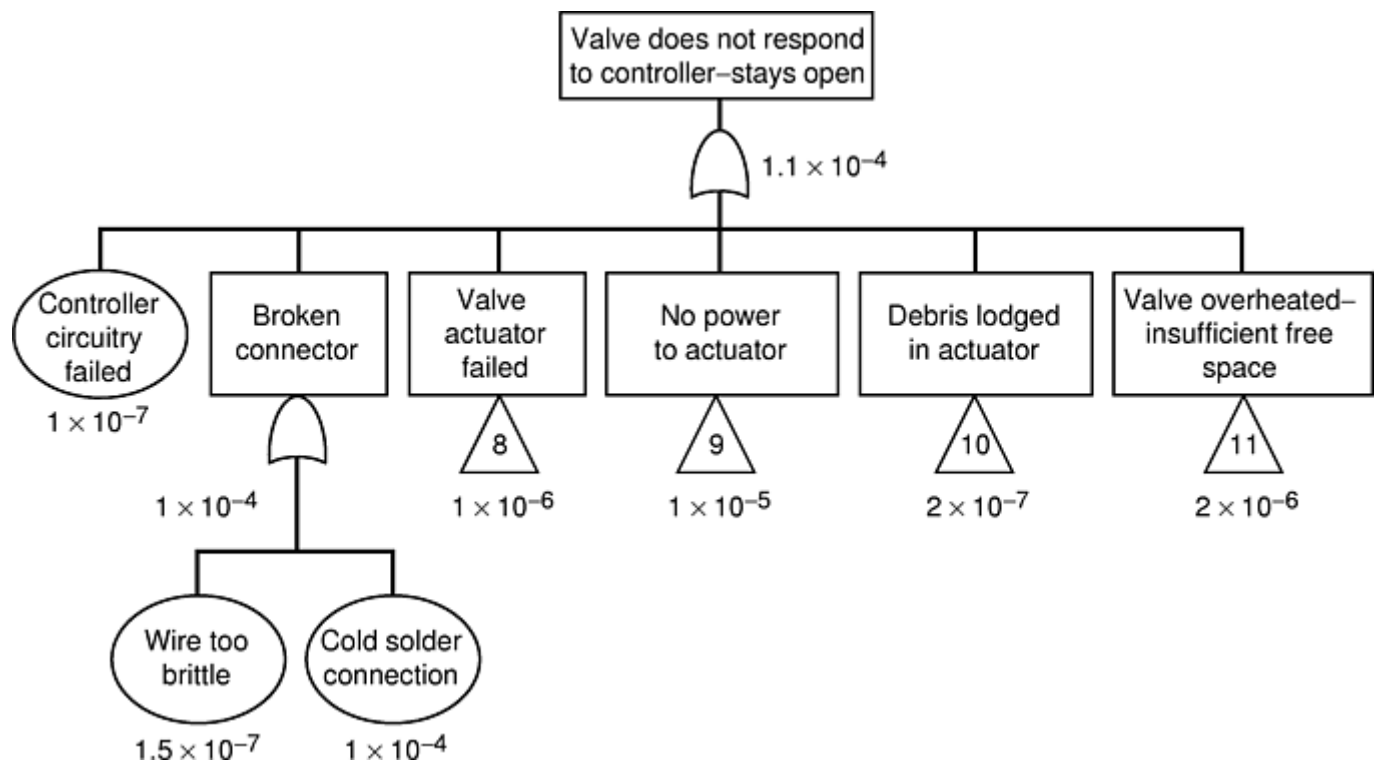 Valve does not respond
to controller–stays open
1.1 × 10⁻⁴
Controller
circuitry
failed
1 × 10⁻⁷
Broken
connector
1 × 10⁻⁴
Valve
actuator
failed
8
1 × 10⁻⁶
No power
to actuator
9
1 × 10⁻⁵
Debris lodged
in actuator
10
2 × 10⁻⁷
Valve overheated–
insufficient free
space
11
2 × 10⁻⁶
Wire too
brittle
1.5 × 10⁻⁷
Cold solder
connection
1 × 10⁻⁴